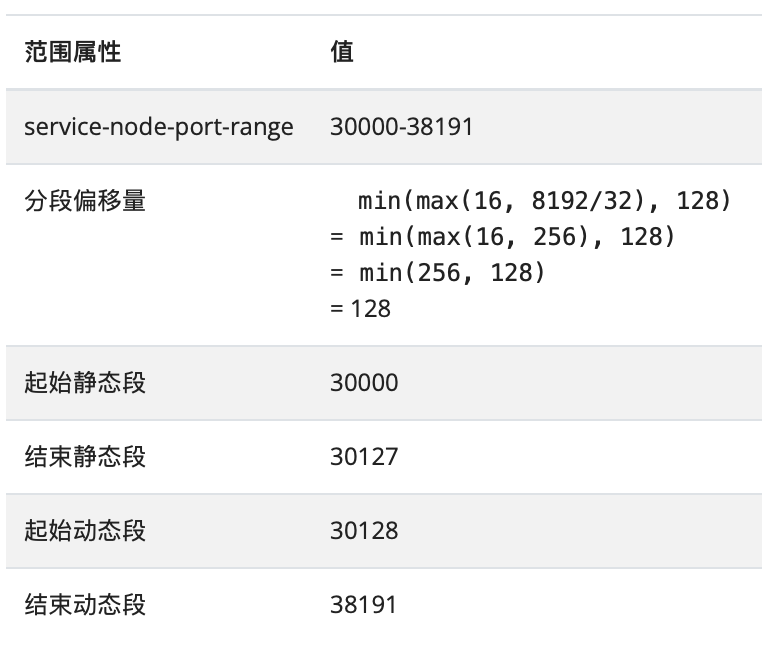 范围属性 值
service-node-port-range 30000-38191
分段偏移量 min(max(16, 8192/32), 128)
= min(max(16, 256), 128)
= min(256, 128)
= 128
起始静态段 30000
结束静态段 30127
起始动态段 30128
结束动态段 38191